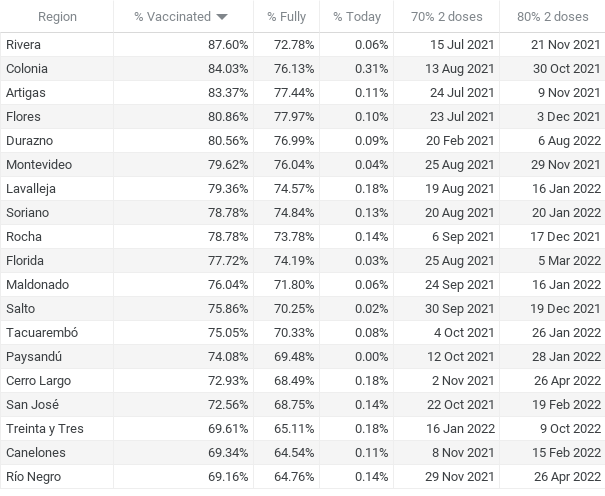 Region % Vaccinated % Fully % Today 70% 2 doses 80% 2 doses
Rivera 87.60% 72.78% 0.06% 15 Jul 2021 21 Nov 2021
Colonia 84.03% 76.13% 0.31% 13 Aug 2021 30 Oct 2021
Artigas 83.37% 77.44% 0.11% 24 Jul 2021 9 Nov 2021
Flores 80.86% 77.97% 0.10% 23 Jul 2021 3 Dec 2021
Durazno 80.56% 76.99% 0.09% 20 Feb 2021 6 Aug 2022
Montevideo 79.62% 76.04% 0.04% 25 Aug 2021 29 Nov 2021
Lavalleja 79.36% 74.57% 0.18% 19 Aug 2021 16 Jan 2022
Soriano 78.78% 74.84% 0.13% 20 Aug 2021 20 Jan 2022
Rocha 78.78% 73.78% 0.14% 6 Sep 2021 17 Dec 2021
Florida 77.72% 74.19% 0.03% 25 Aug 2021 5 Mar 2022
Maldonado 76.04% 71.80% 0.06% 24 Sep 2021 16 Jan 2022
Salto 75.86% 70.25% 0.02% 30 Sep 2021 19 Dec 2021
Tacuarembó 75.05% 70.33% 0.08% 4 Oct 2021 26 Jan 2022
Paysandú 74.08% 69.48% 0.00% 12 Oct 2021 28 Jan 2022
Cerro Largo 72.93% 68.49% 0.18% 2 Nov 2021 26 Apr 2022
San José 72.56% 68.75% 0.14% 22 Oct 2021 19 Feb 2022
Treinta y Tres 69.61% 65.11% 0.18% 16 Jan 2022 9 Oct 2022
Canelones 69.34% 64.54% 0.11% 8 Nov 2021 15 Feb 2022
Río Negro 69.16% 64.76% 0.14% 29 Nov 2021 26 Apr 2022